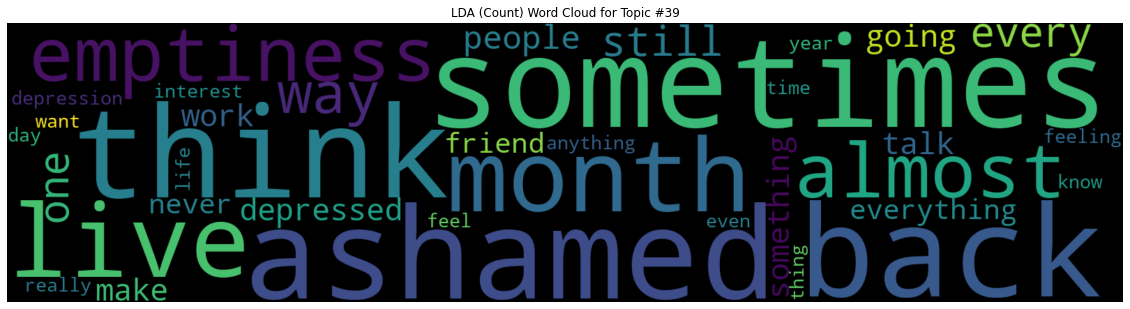 LDA (Count) Word Cloud for Topic #39
emptiness
people
still
year
going
every
sometimes
depression
interest
way
time
want
work
day
think
friend
anything
talk
feeling
one
life
month
something
almost
know
live
never
depressed
feel
even
everything
ashamed
back
really
make
thing